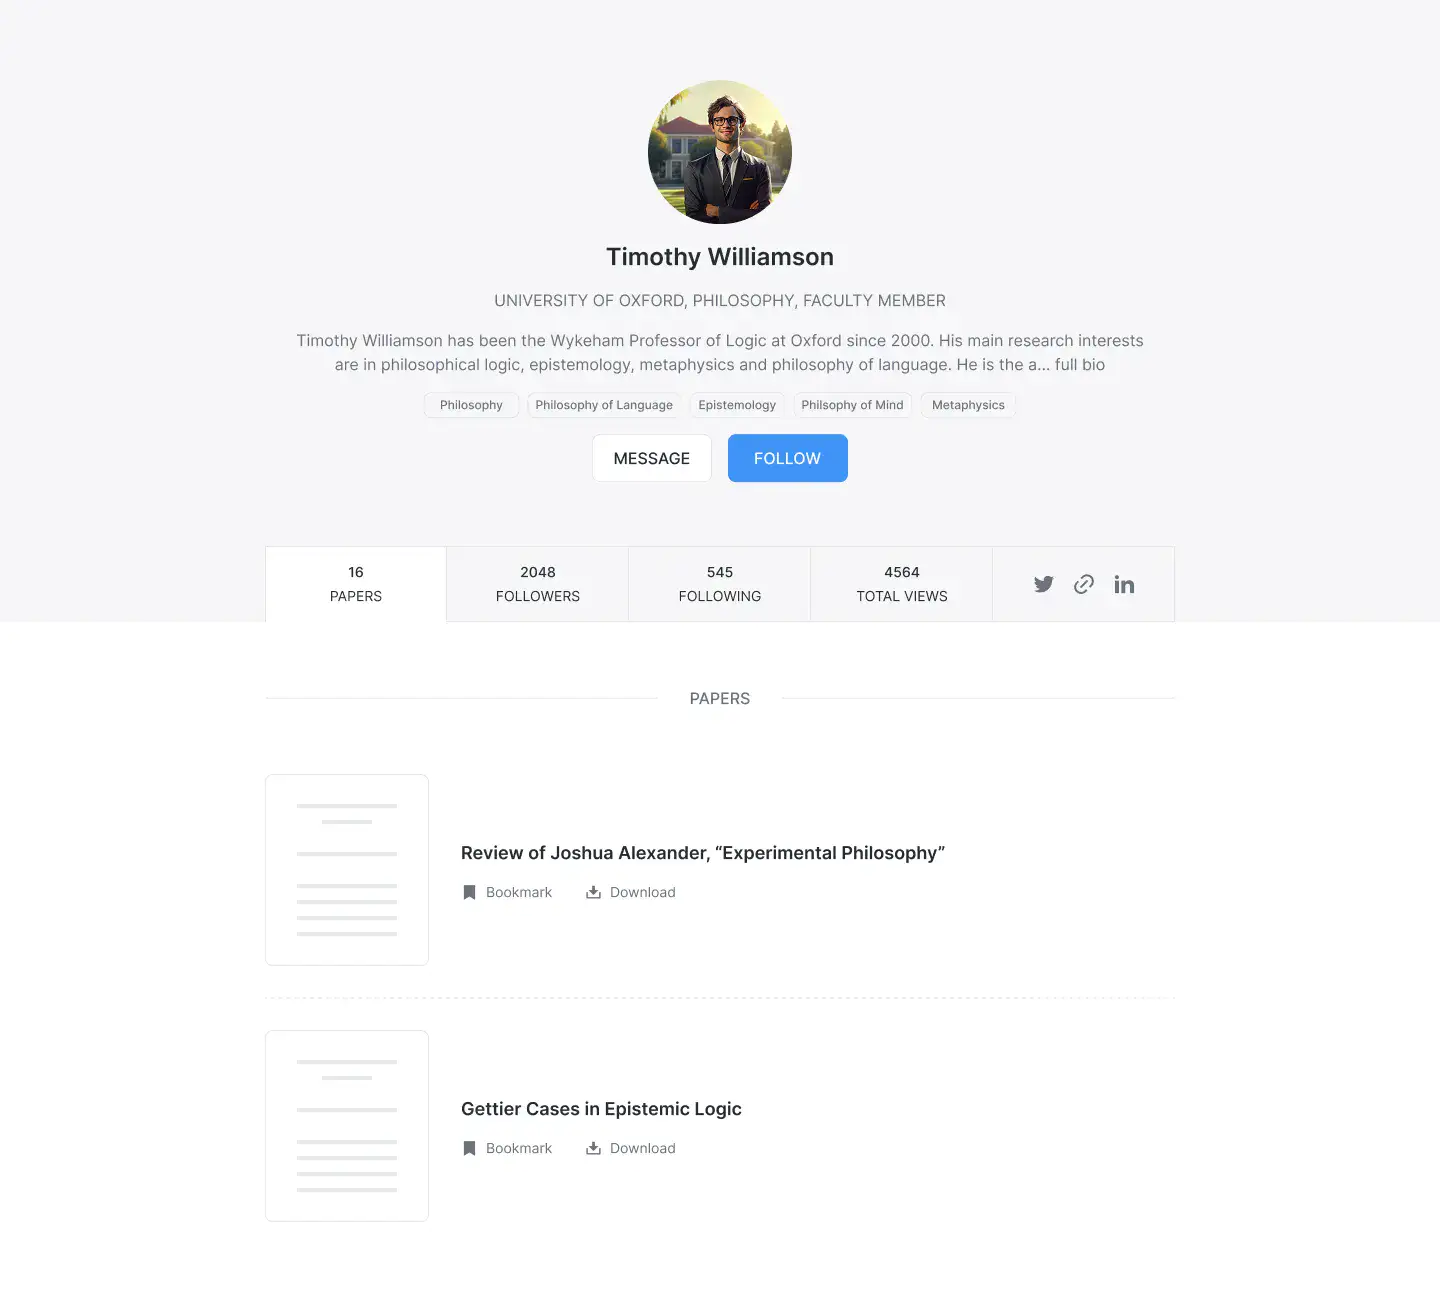 Timothy Williamson
UNIVERSITY OF OXFORD, PHILOSOPHY, FACULTY MEMBER
Timothy Williamson has been the Wykeham Professor of Logic at Oxford since 2000. His main research interests
are in philosophical logic, epistemology, metaphysics and philosophy of language. He is the a... full bio
Philosophy Philosophy of Language Epistemology Philsophy of Mind Metaphysics
MESSAGE FOLLOW
16 2048 545 4564
PAPERS FOLLOWERS FOLLOWING TOTAL VIEWS
PAPERS
Review of Joshua Alexander, “Experimental Philosophy”
Bookmark Download
Gettier Cases in Epistemic Logic
Bookmark Download